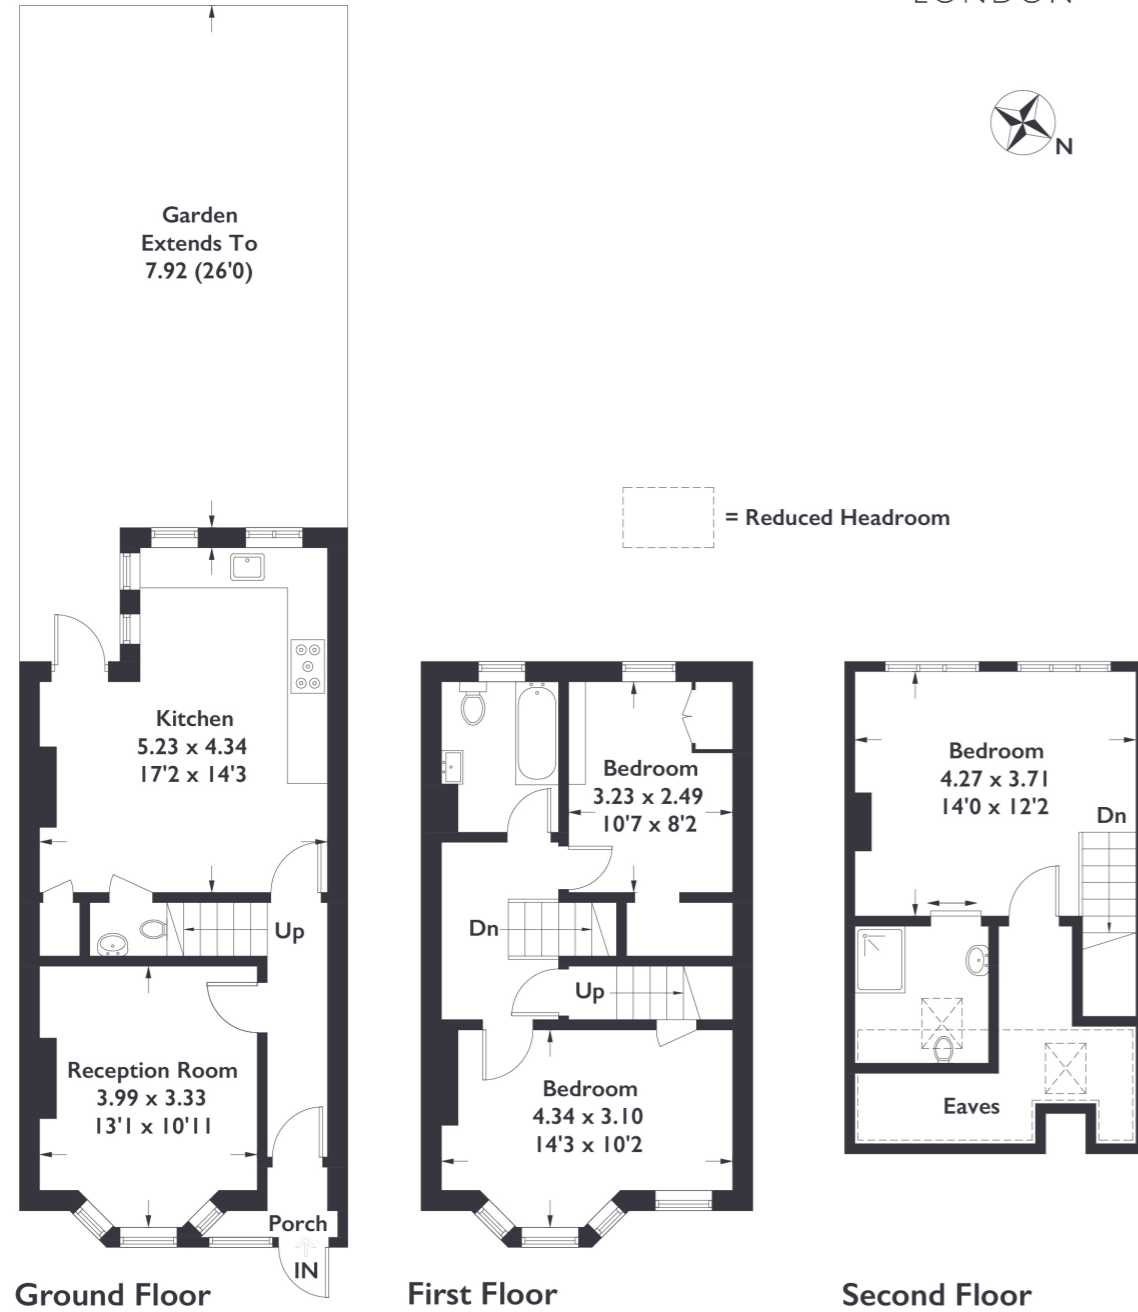 LONDON
N
Garden
Extends To
7.92 (26'0)
= Reduced Headroom
Kitchen
5.23 x 4.34
17'2 x 14'3
Up
Reception Room
3.99 x 3.33
13'1 x 10'11
Porch
IN
Ground Floor
Bedroom
3.23 x 2.49
10'7 x 8'2
Dn
Up
Bedroom
4.34 x 3.10
14'3 x 10'2
First Floor
Bedroom
4.27 x 3.71
14'0 x 12'2
Dn
Eaves
Second Floor